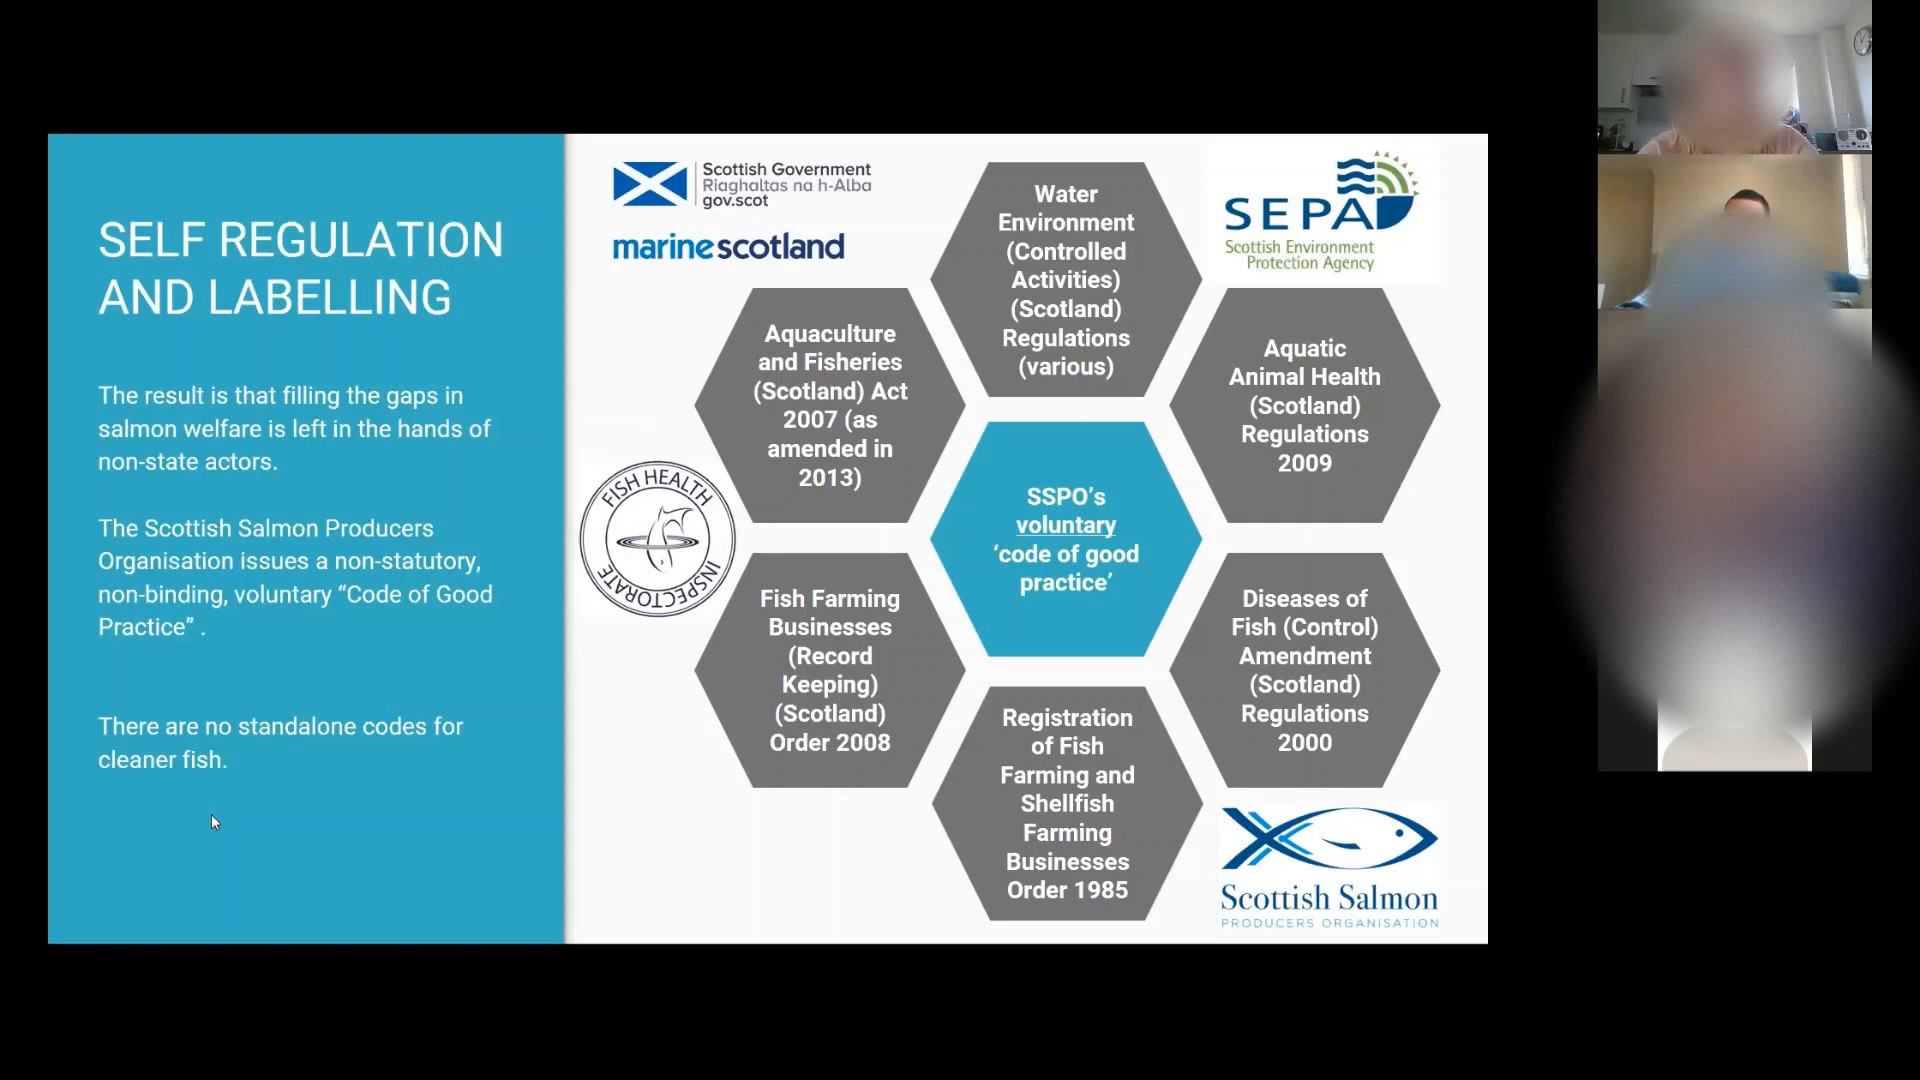 SELF REGULATION
AND LABELLING
The result is that filling the gaps in
salmon welfare is left in the hands of
non-state actors.
The Scottish Salmon Producers
Organisation issues a non-statutory,
non-binding, voluntary “Code of Good
Practice” .
There are no standalone codes for
cleaner fish.
Scottish Government
Riaghaltas na h-Alba
gov.scot
marinescotland
Water
Environment
(Controlled
Activities)
(Scotland)
Regulations
(various)
SEPA
Scottish Environment
Protection Agency
Aquaculture
and Fisheries
(Scotland) Act
2007 (as
amended in
2013)
Aquatic
Animal Health
(Scotland)
Regulations
2009
FISH HEALTH
INSPECTORATE
SSPO’s
voluntary
‘code of good
practice’
Fish Farming
Businesses
(Record
Keeping)
(Scotland)
Order 2008
Diseases of
Fish (Control)
Amendment
(Scotland)
Regulations
2000
Registration
of Fish
Farming and
Shellfish
Farming
Businesses
Order 1985
Scottish Salmon
PRODUCERS ORGANISATION